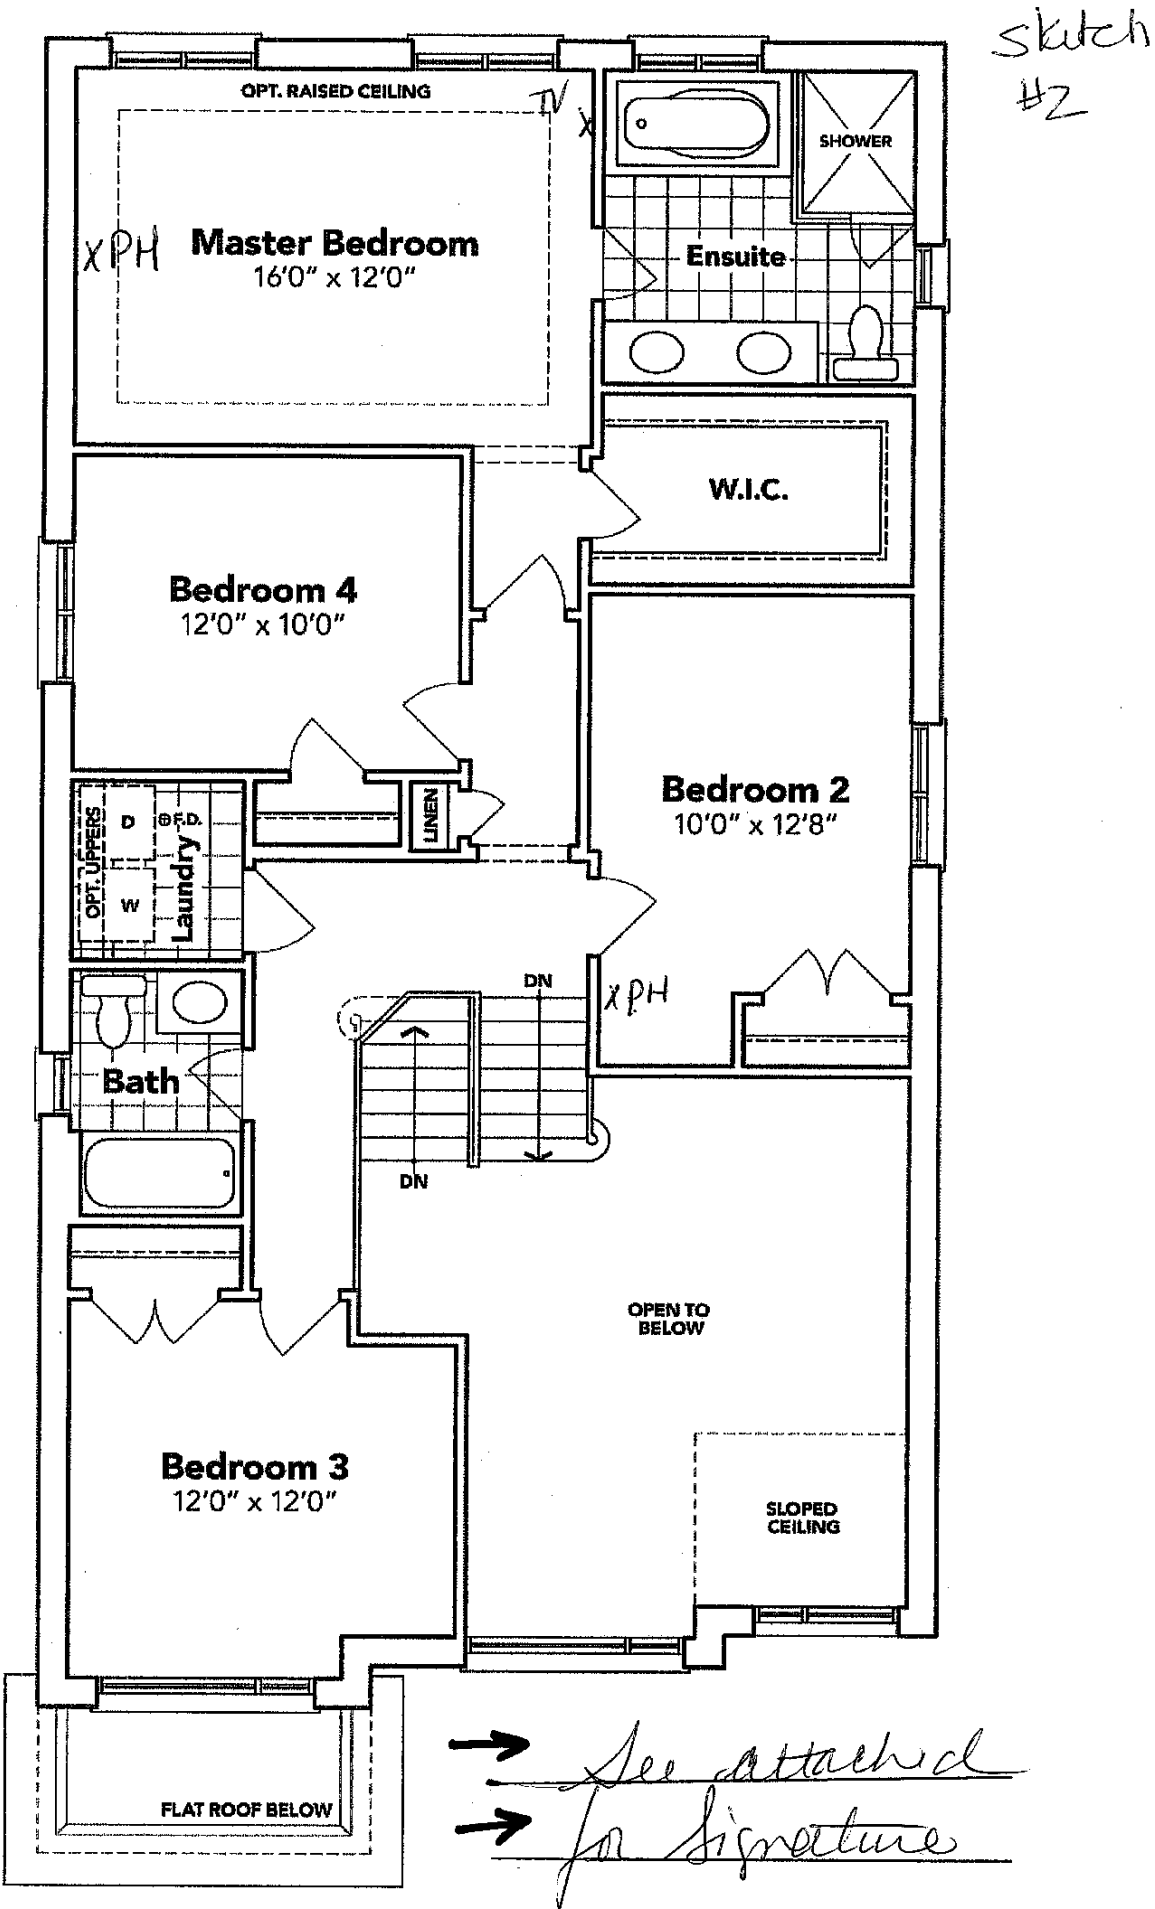 Sketch
#2
OPT. RAISED CEILING
TV
X
SHOWER
X PH
Master Bedroom
16'0" x 12'0"
Ensuite
W.I.C.
Bedroom 4
12'0" x 10'0"
Bedroom 2
10'0" x 12'8"
OPT. UPPERS
D
F.D.
W
Laundry
LINEN
DN
X PH
Bath
DN
OPEN TO
BELOW
Bedroom 3
12'0" x 12'0"
SLOPED
CEILING
FLAT ROOF BELOW
See attached
for Signature